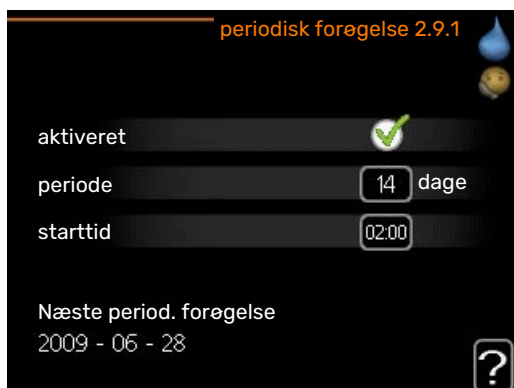 periodisk forøgelse 2.9.1
aktiveret
periode 14 dage
starttid 02:00
Næste period. forøgelse
2009 - 06 - 28
?